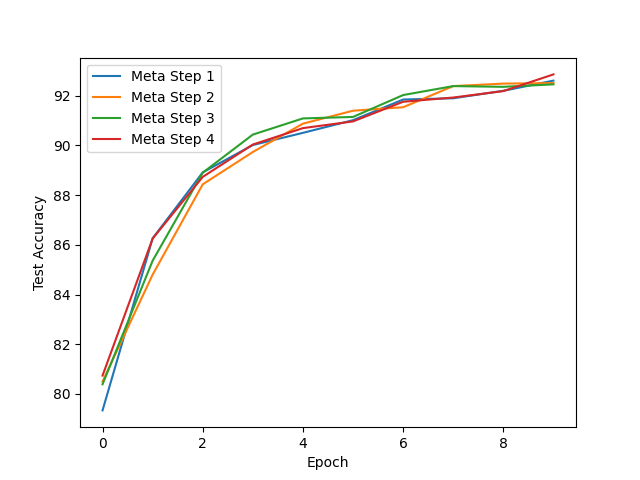 Meta Step 1
Meta Step 2
Meta Step 3
Meta Step 4
92
90
88
86
84
82
80
Test Accuracy
0 2 4 6 8
Epoch